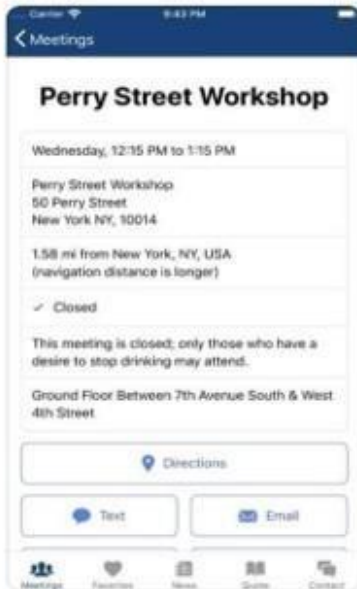 Carrier 9:43 PM
Meetings
Perry Street Workshop
Wednesday, 12:15 PM to 1:15 PM
Perry Street Workshop
50 Perry Street
New York NY, 10014
1.58 mi from New York, NY, USA
(navigation distance is longer)
Closed
This meeting is closed; only those who have a
desire to stop drinking may attend.
Ground Floor Between 7th Avenue South & West
4th Street
Directions
Text Email
Meetings Favorites News Quote Contact